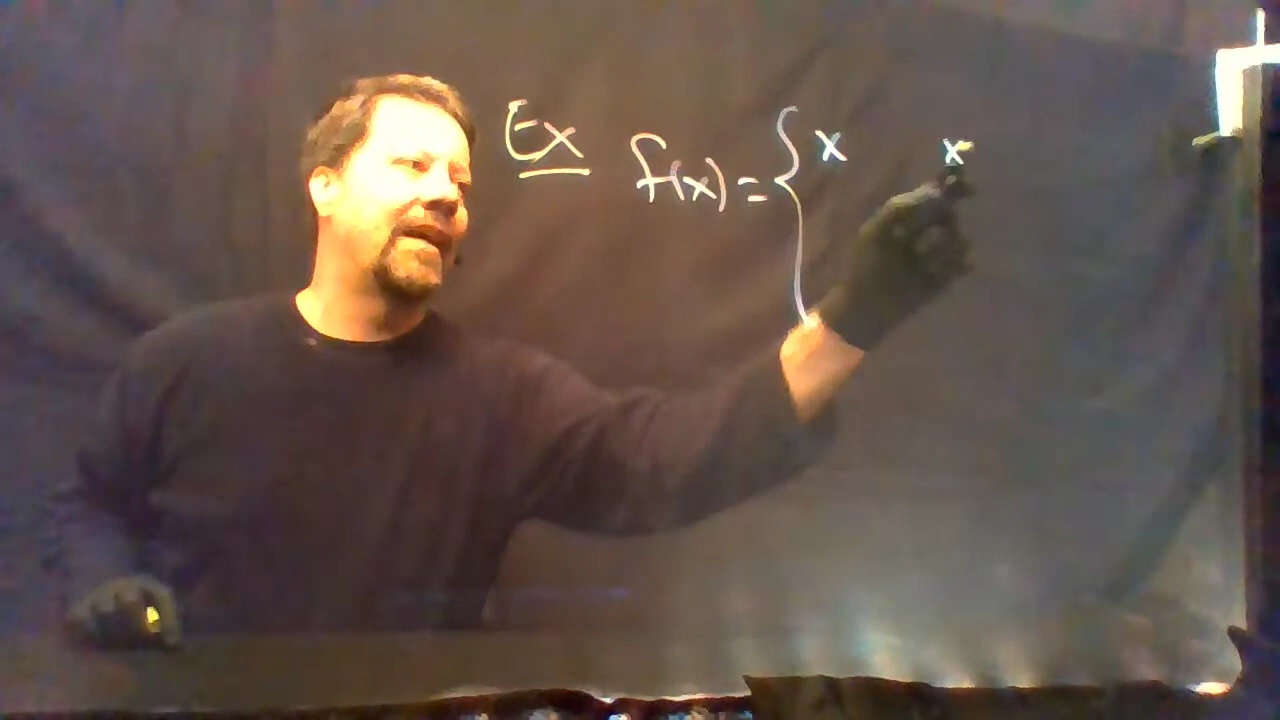 Ex f(x) = { x x